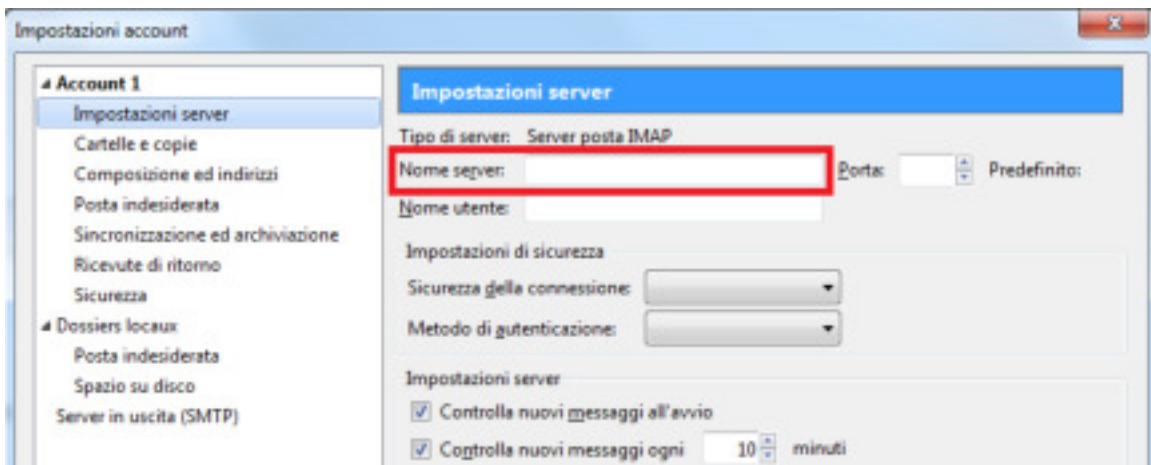 Impostazioni account
Account 1
Impostazioni server
Cartelle e copie
Composizione ed indirizzi
Posta indesiderata
Sincronizzazione ed archiviazione
Ricevute di ritorno
Sicurezza
Dossiers locaux
Posta indesiderata
Spazio su disco
Server in uscita (SMTP)
Impostazioni server
Tipo di server: Server posta IMAP
Nome server: Porta: Predefinito:
Nome utente:
Impostazioni di sicurezza
Sicurezza della connessione:
Metodo di autenticazione:
Impostazioni server
Controlla nuovi messaggi all'avvio
Controlla nuovi messaggi ogni 10 minuti